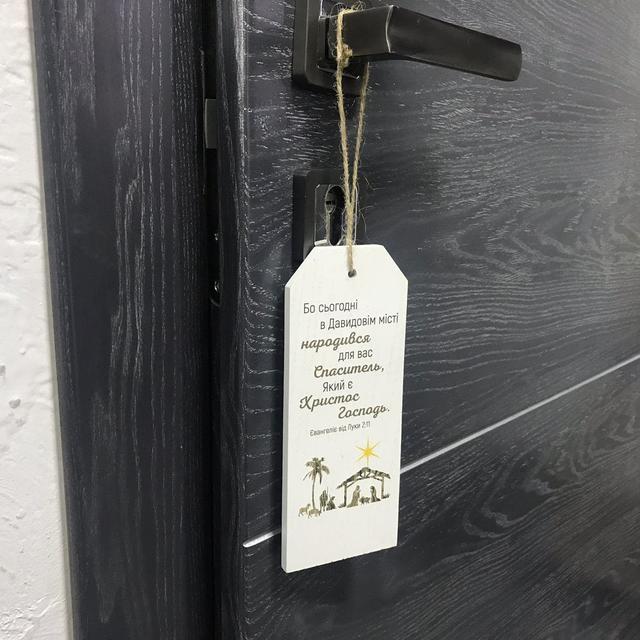 Бо сьогодні
в Давидовім місті
народився
для вас
Спаситель,
Який є
Христос
Господь.
Євангеліє від Луки 2:11